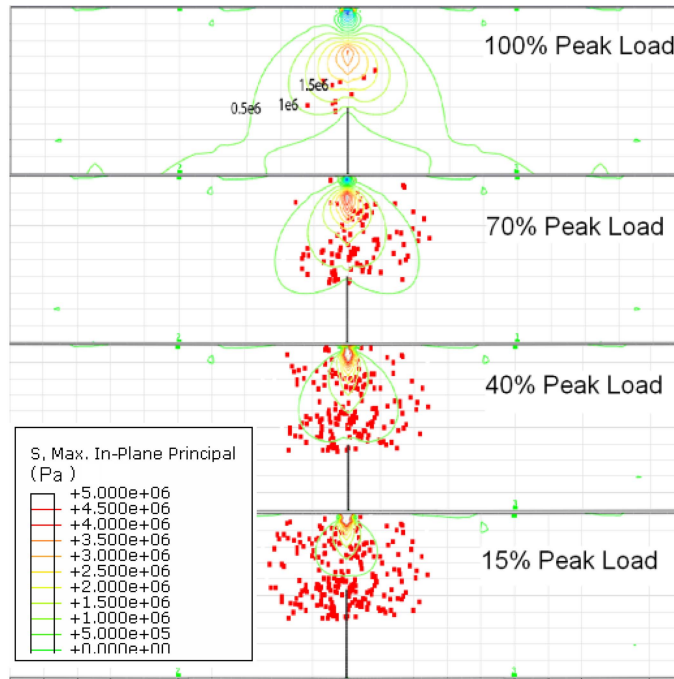 100% Peak Load
1.5e6
0.5e6
1e6
70% Peak Load
40% Peak Load
S, Max. In-Plane Principal
(Pa )
+5.000e+06
+4.500e+06
+4.000e+06
+3.500e+06
+3.000e+06
+2.500e+06
+2.000e+06
+1.500e+06
+1.000e+06
+5.000e+05
+0.000e+00
15% Peak Load